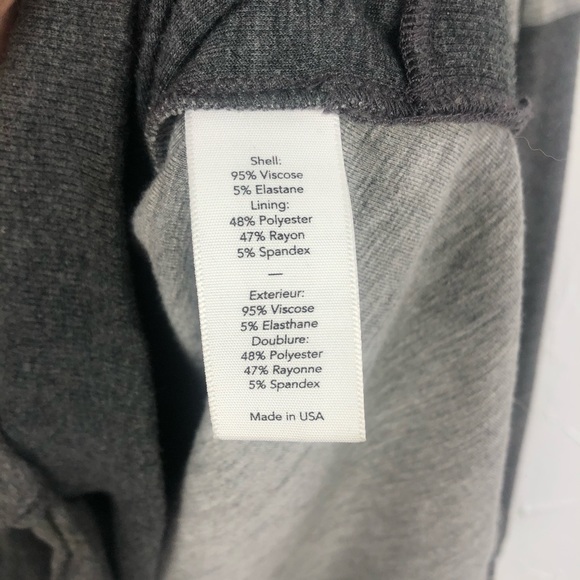 Shell:
95% Viscose
5% Elastane
Lining:
48% Polyester
47% Rayon
5% Spandex
—
Exterieur:
95% Viscose
5% Elasthane
Doublure:
48% Polyester
47% Rayonne
5% Spandex
Made in USA